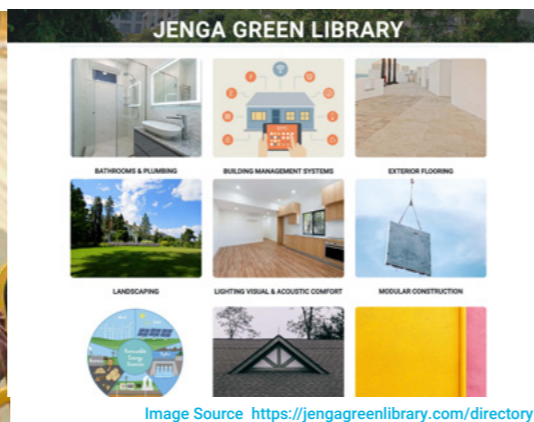 JENGA GREEN LIBRARY
BATHROOMS & PLUMBING
BUILDING MANAGEMENT SYSTEMS
EXTERIOR FLOORING
LANDSCAPING
LIGHTING VISUAL & ACOUSTIC COMFORT
MODULAR CONSTRUCTION
Renewable
Energy
Sources
Image Source https://jengagreenlibrary.com/directory